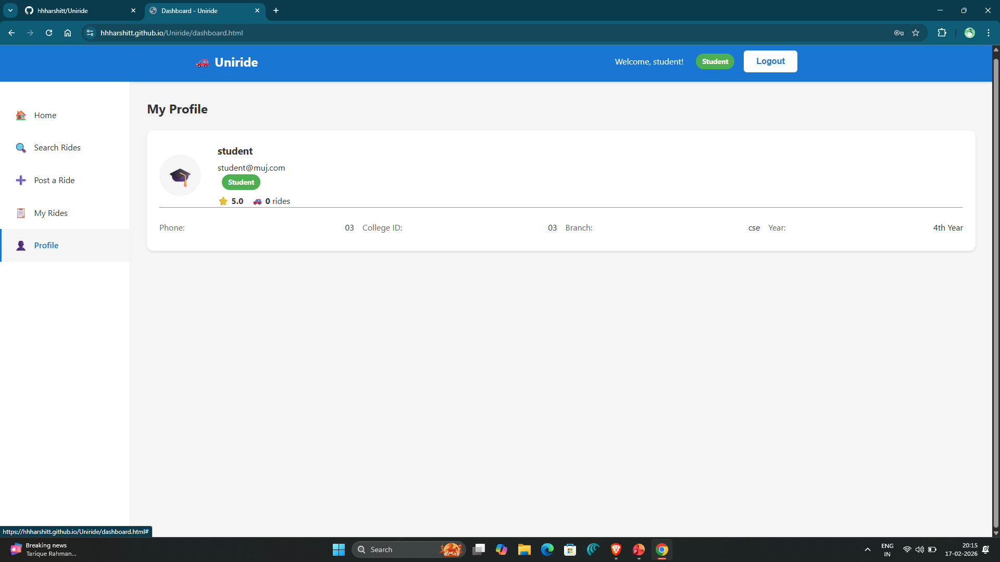 hhharshitt/Uniride
Dashboard - Uniride
hhharshitt.github.io/Uniride/dashboard.html
Uniride
Welcome, student!
Student
Logout
Home
Search Rides
Post a Ride
My Rides
Profile
My Profile
student
student@muj.com
Student
5.0 0 rides
Phone: 03 College ID: 03 Branch: cse Year: 4th Year
https://hhharshitt.github.io/Uniride/dashboard.html#
Breaking news
Tarique Rahman...
Search
ENG
IN
20:15
17-02-2026